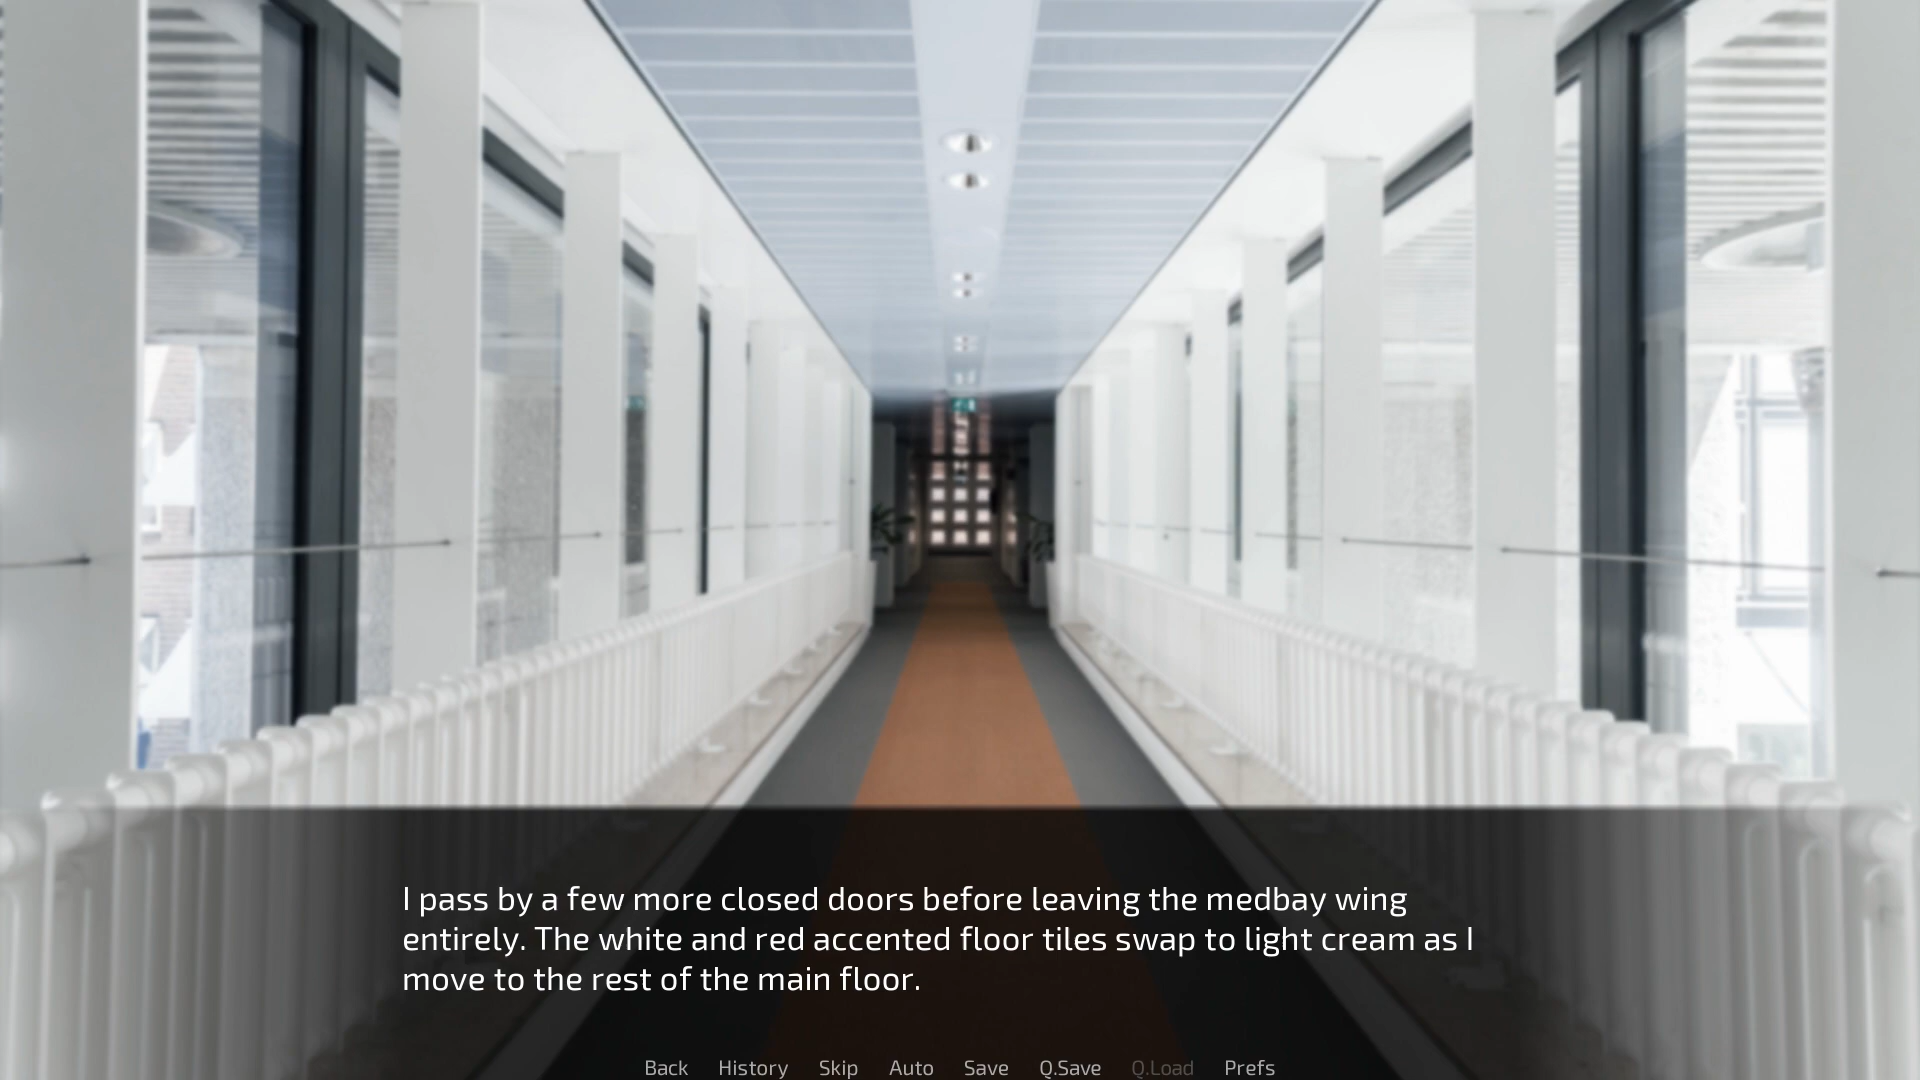 I pass by a few more closed doors before leaving the medbay wing
entirely. The white and red accented floor tiles swap to light cream as I
move to the rest of the main floor.
Back History Skip Auto Save Q.Save Q.Load Prefs